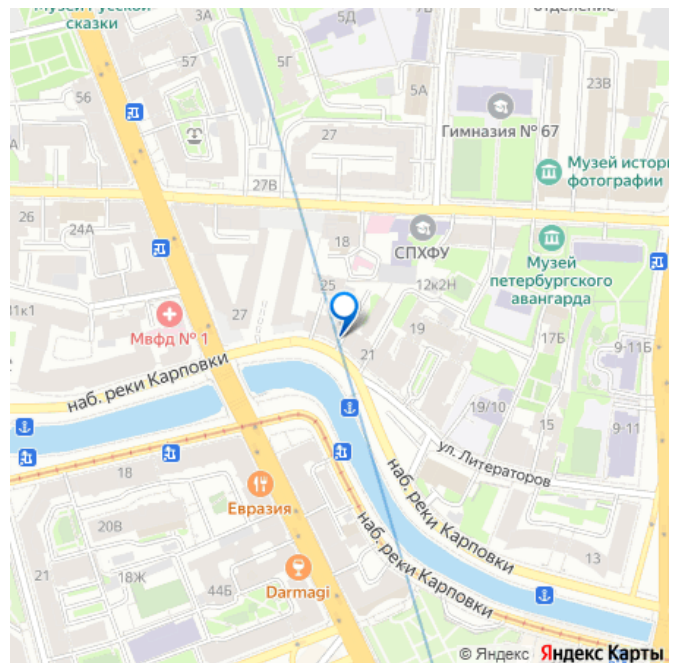 Музей Русской
сказки
3А
5Д
7Б
Отделение
57
5Г
5А
23В
56
Гимназия № 67
27
Музей истори
фотографии
27В
26
24А
18
СПХФУ
Музей
петербургского
авангарда
25
12к2Н
31к1
27
19
17Б
Мвфд № 1
21
9-11Б
наб. реки Карповки
19/10
15
9-11
ул. Литераторов
18
Евразия
наб. реки Карповки
20В
наб. реки Карповки
13
21
18Ж
44Б
Darmagi
© Яндекс Яндекс Карты